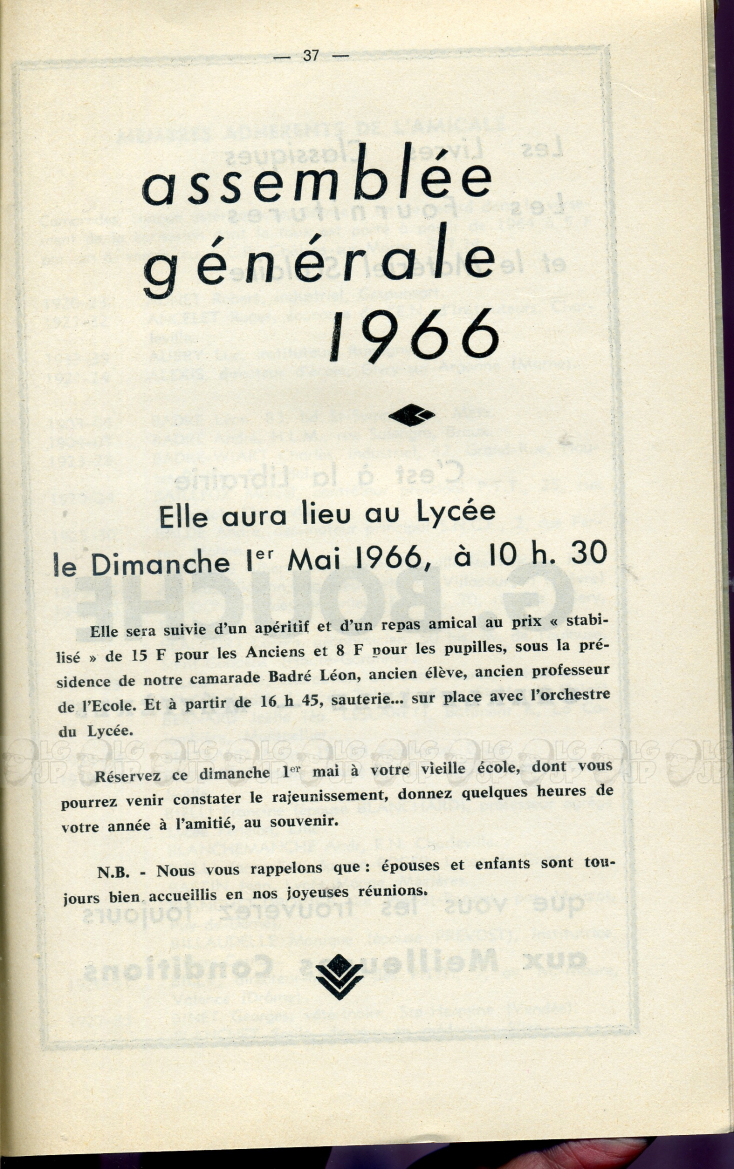 — 37 —
assemblée
générale
1966
Elle aura lieu au Lycée
le Dimanche 1er Mai 1966, à 10 h. 30
Elle sera suivie d'un apéritif et d'un repas amical au prix « stabi-
lisé » de 15 F pour les Anciens et 8 F pour les pupilles, sous la pré-
sidence de notre camarade Badré Léon, ancien élève, ancien professeur
de l'Ecole. Et à partir de 16 h 45, sauterie... sur place avec l'orchestre
du Lycée.
Réservez ce dimanche 1er mai à votre vieille école, dont vous
pourrez venir constater le rajeunissement, donnez quelques heures de
votre année à l'amitié, au souvenir.
N.B. - Nous vous rappelons que : épouses et enfants sont tou-
jours bien accueillis en nos joyeuses réunions.